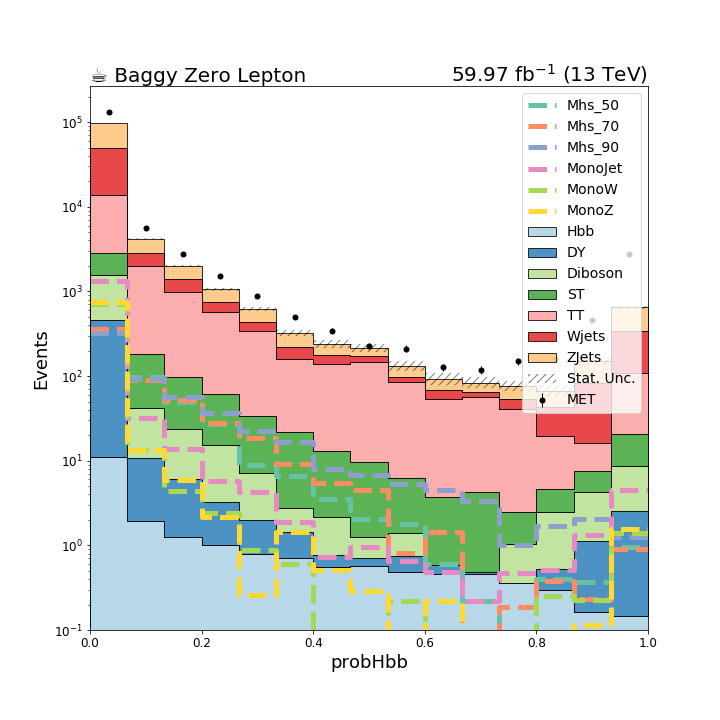 ☕ Baggy Zero Lepton
59.97 fb⁻¹ (13 TeV)
Events
10⁵
10⁴
10³
10²
10¹
10⁰
10⁻¹
Mhs_50
Mhs_70
Mhs_90
MonoJet
MonoW
MonoZ
Hbb
DY
Diboson
ST
TT
Wjets
ZJets
Stat. Unc.
MET
0.0 0.2 0.4 0.6 0.8 1.0
probHbb